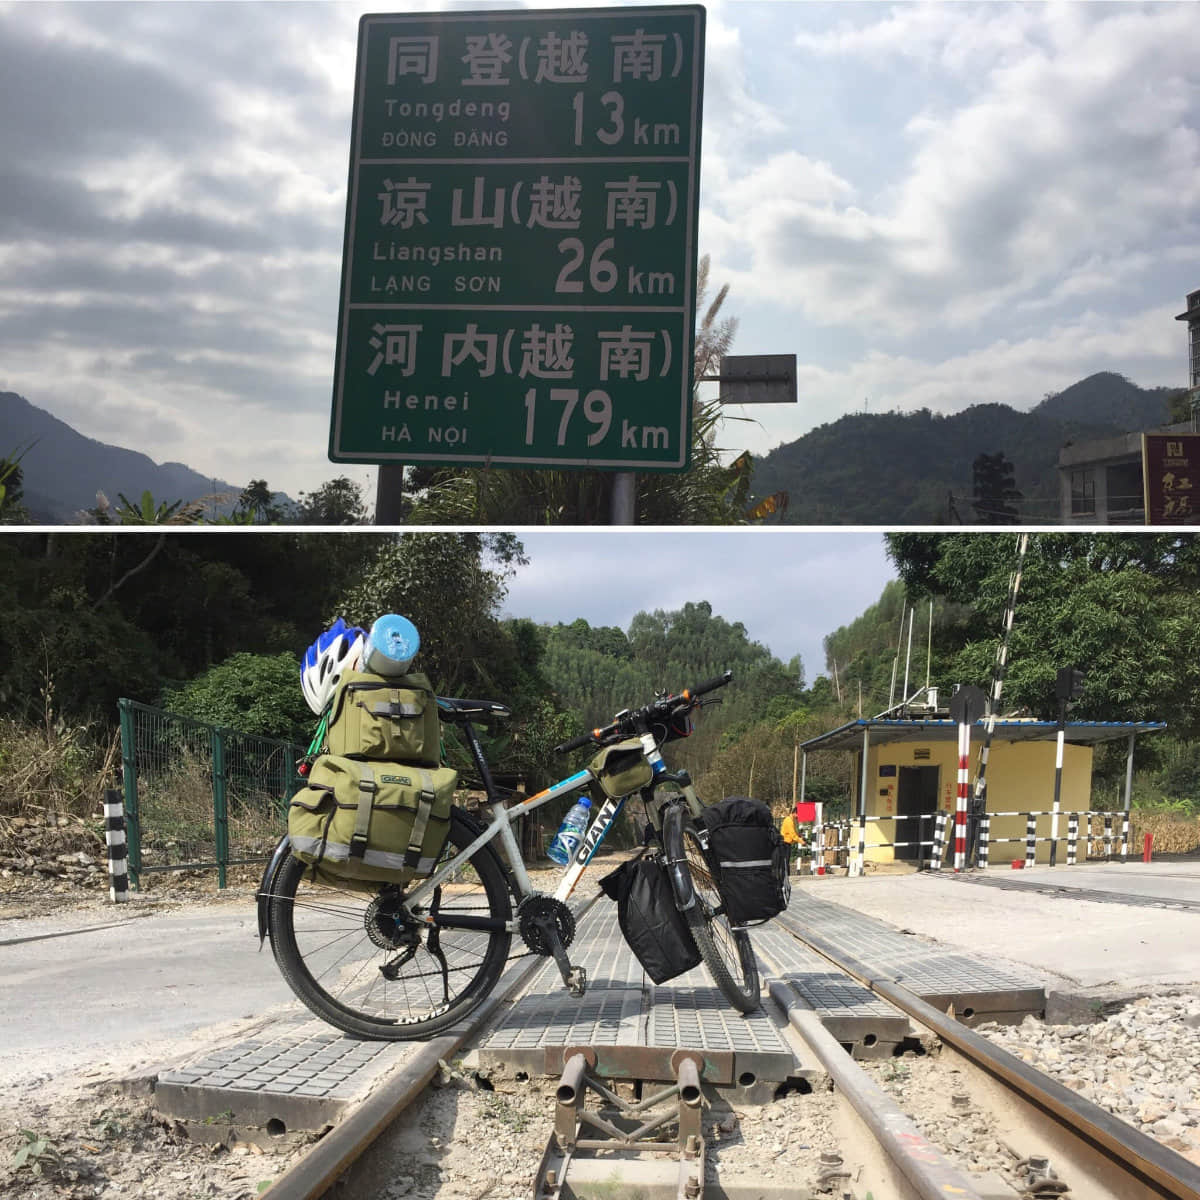 同登(越南)
Tongdeng
ĐÔNG ĐĂNG
13km
谅山(越南)
Liangshan
LẠNG SƠN
26km
河内(越南)
Henei
HÀ NỘI
179km
GIANT
GIANT